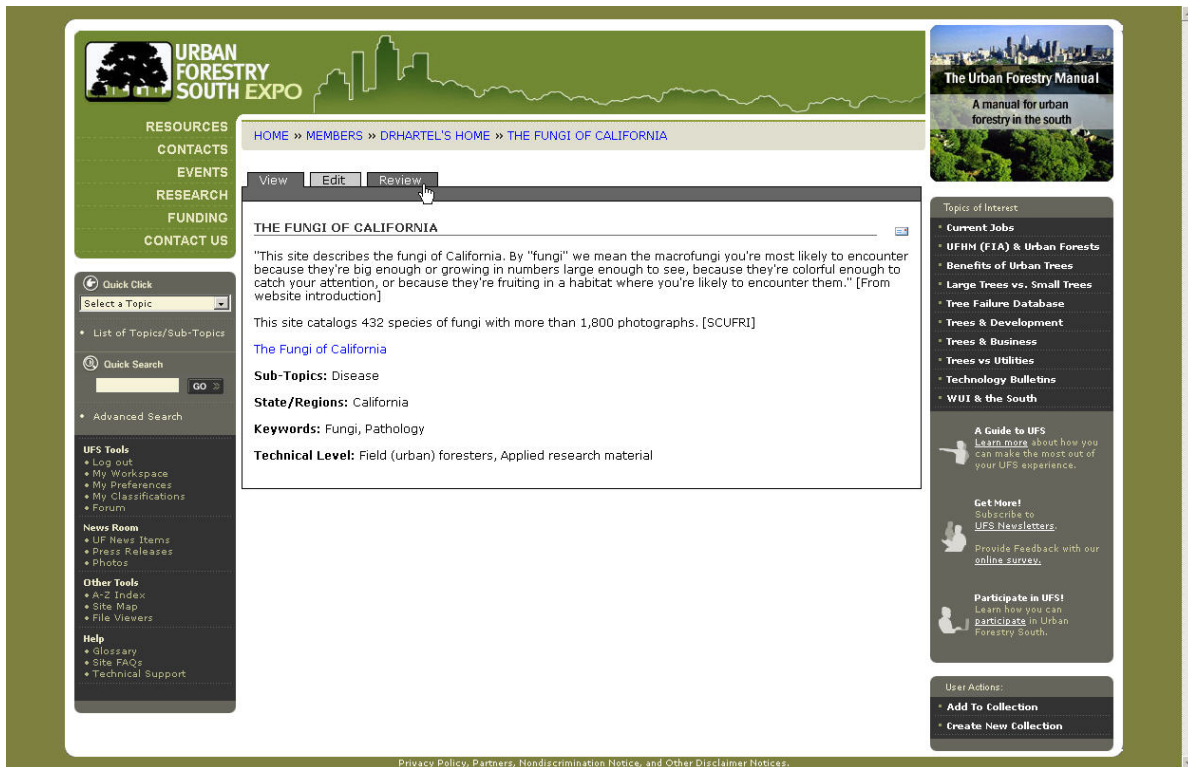 URBAN
FORESTRY
SOUTH EXPO
RESOURCES
CONTACTS
EVENTS
RESEARCH
FUNDING
CONTACT US
Quick Click
Select a Topic
• List of Topics/Sub-Topics
Quick Search
GO »
• Advanced Search
UFS Tools
• Log out
• My Workspace
• My Preferences
• My Classifications
• Forum
News Room
• UF News Items
• Press Releases
• Photos
Other Tools
• A-Z Index
• Site Map
• File Viewers
Help
• Glossary
• Site FAQs
• Technical Support
HOME » MEMBERS » DRHARTEL'S HOME » THE FUNGI OF CALIFORNIA
View Edit Review
THE FUNGI OF CALIFORNIA
"This site describes the fungi of California. By "fungi" we mean the macrofungi you're most likely to encounter
because they're big enough or growing in numbers large enough to see, because they're colorful enough to
catch your attention, or because they're fruiting in a habitat where you're likely to encounter them." [From
website introduction]
This site catalogs 432 species of fungi with more than 1,800 photographs. [SCUFRI]
The Fungi of California
Sub-Topics: Disease
State/Regions: California
Keywords: Fungi, Pathology
Technical Level: Field (urban) foresters, Applied research material
The Urban Forestry Manual
A manual for urban
forestry in the south
Topics of Interest
Current Jobs
UFHM (FIA) & Urban Forests
Benefits of Urban Trees
Large Trees vs. Small Trees
Tree Failure Database
Trees & Development
Trees & Business
Trees vs Utilities
Technology Bulletins
WUI & the South
A Guide to UFS
Learn more about how you
can make the most out of
your UFS experience.
Get More!
Subscribe to
UFS Newsletters.
Provide Feedback with our
online survey.
Participate in UFS!
Learn how you can
participate in Urban
Forestry South.
User Actions:
Add To Collection
Create New Collection
Privacy Policy, Partners, Nondiscrimination Notice, and Other Disclaimer Notices.